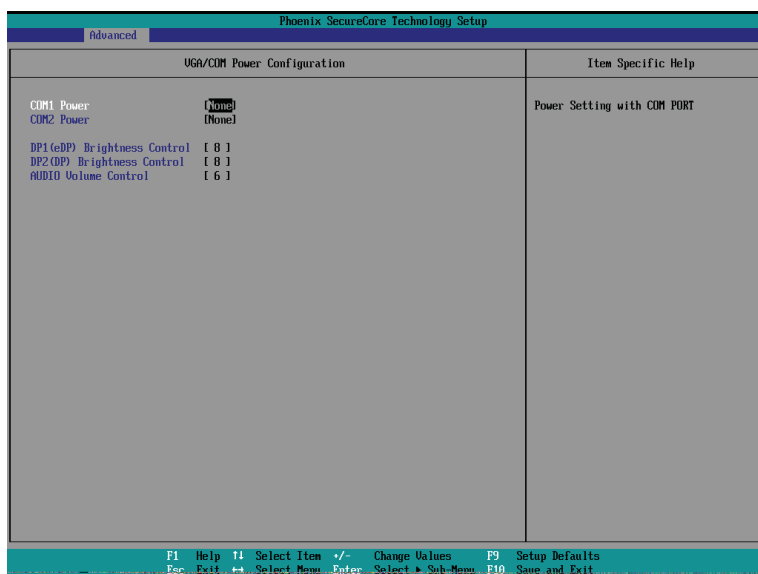 Phoenix SecureCore Technology Setup
Advanced
VGA/COM Power Configuration
Item Specific Help
COM1 Power [None]
Power Setting with COM PORT
COM2 Power [None]
DP1(eDP) Brightness Control [ 8 ]
DP2(DP) Brightness Control [ 8 ]
AUDIO Volume Control [ 6 ]
F1 Help ↑↓ Select Item +/- Change Values F9 Setup Defaults
Esc Exit ↔ Select Menu Enter Select ▶ Sub-Menu F10 Save and Exit